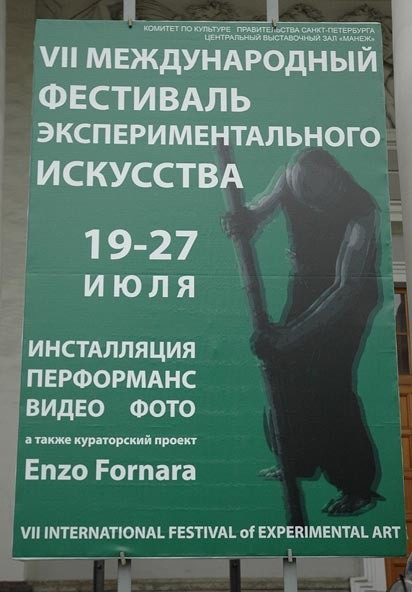 КОМИТЕТ ПО КУЛЬТУРЕ ПРАВИТЕЛЬСТВА САНКТ-ПЕТЕРБУРГА
ЦЕНТРАЛЬНЫЙ ВЫСТАВОЧНЫЙ ЗАЛ «МАНЕЖ»
VII МЕЖДУНАРОДНЫЙ
ФЕСТИВАЛЬ
ЭКСПЕРИМЕНТАЛЬНОГО
ИСКУССТВА
19-27
ИЮЛЯ
ИНСТАЛЛЯЦИЯ
ПЕРФОРМАНС
ВИДЕО ФОТО
а также кураторский проект
Enzo Fornara
VII INTERNATIONAL FESTIVAL of EXPERIMENTAL ART